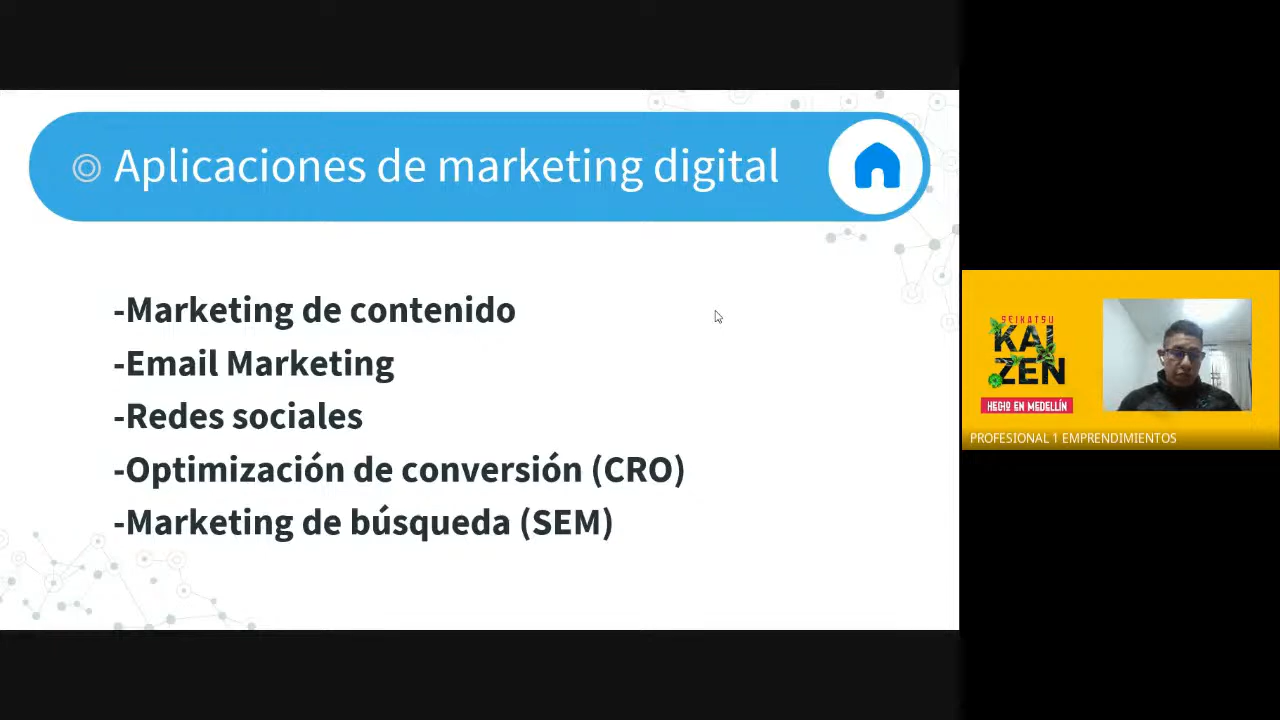 Aplicaciones de marketing digital
-Marketing de contenido
-Email Marketing
-Redes sociales
-Optimización de conversión (CRO)
-Marketing de búsqueda (SEM)
SEIKATSU
KAI
ZEN
HECHO EN MEDELLÍN
PROFESIONAL 1 EMPRENDIMIENTOS